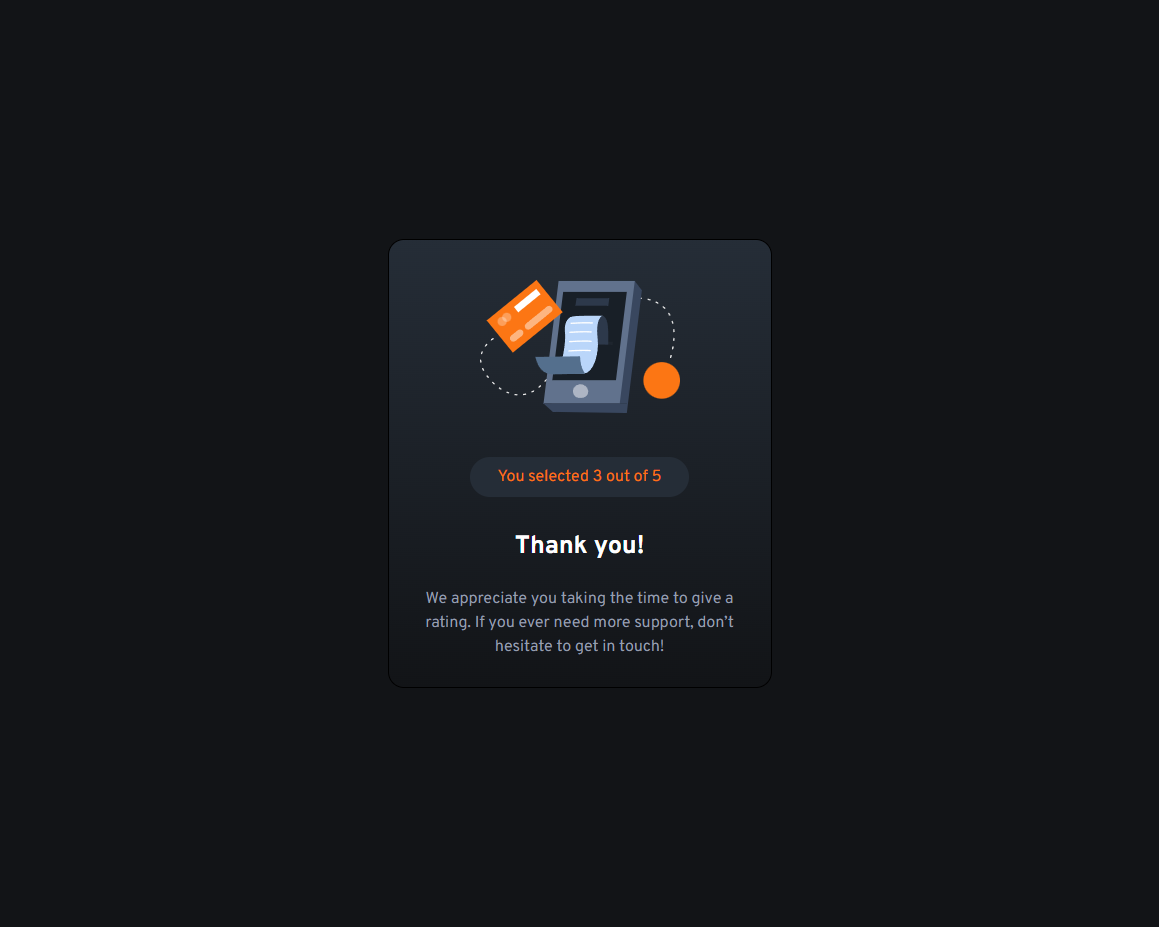 You selected 3 out of 5
Thank you!
We appreciate you taking the time to give a
rating. If you ever need more support, don’t
hesitate to get in touch!